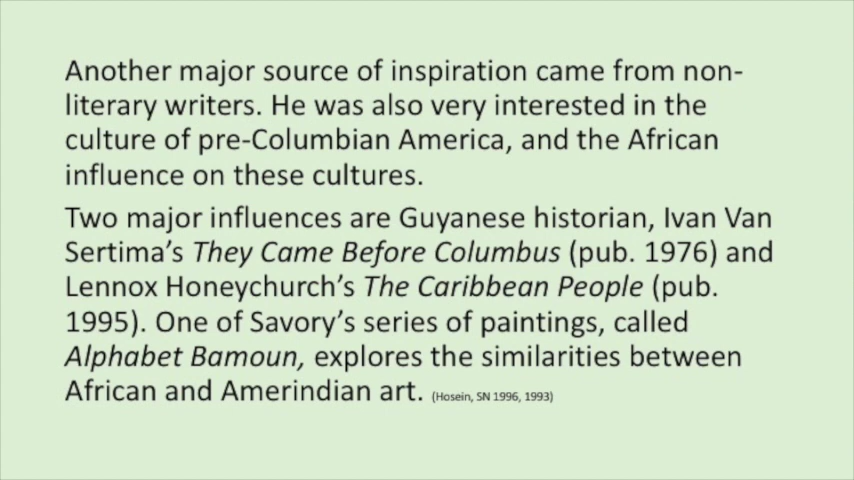 Another major source of inspiration came from non-
literary writers. He was also very interested in the
culture of pre-Columbian America, and the African
influence on these cultures.
Two major influences are Guyanese historian, Ivan Van
Sertima’s They Came Before Columbus (pub. 1976) and
Lennox Honeychurch’s The Caribbean People (pub.
1995). One of Savory’s series of paintings, called
Alphabet Bamoun, explores the similarities between
African and Amerindian art. (Hosein, SN 1996, 1993)